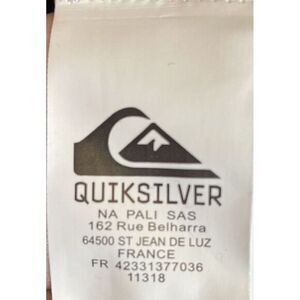 QUIKSILVER
NA PALI SAS
162 Rue Belharra
64500 ST JEAN DE LUZ
FRANCE
FR 42331377036
11318